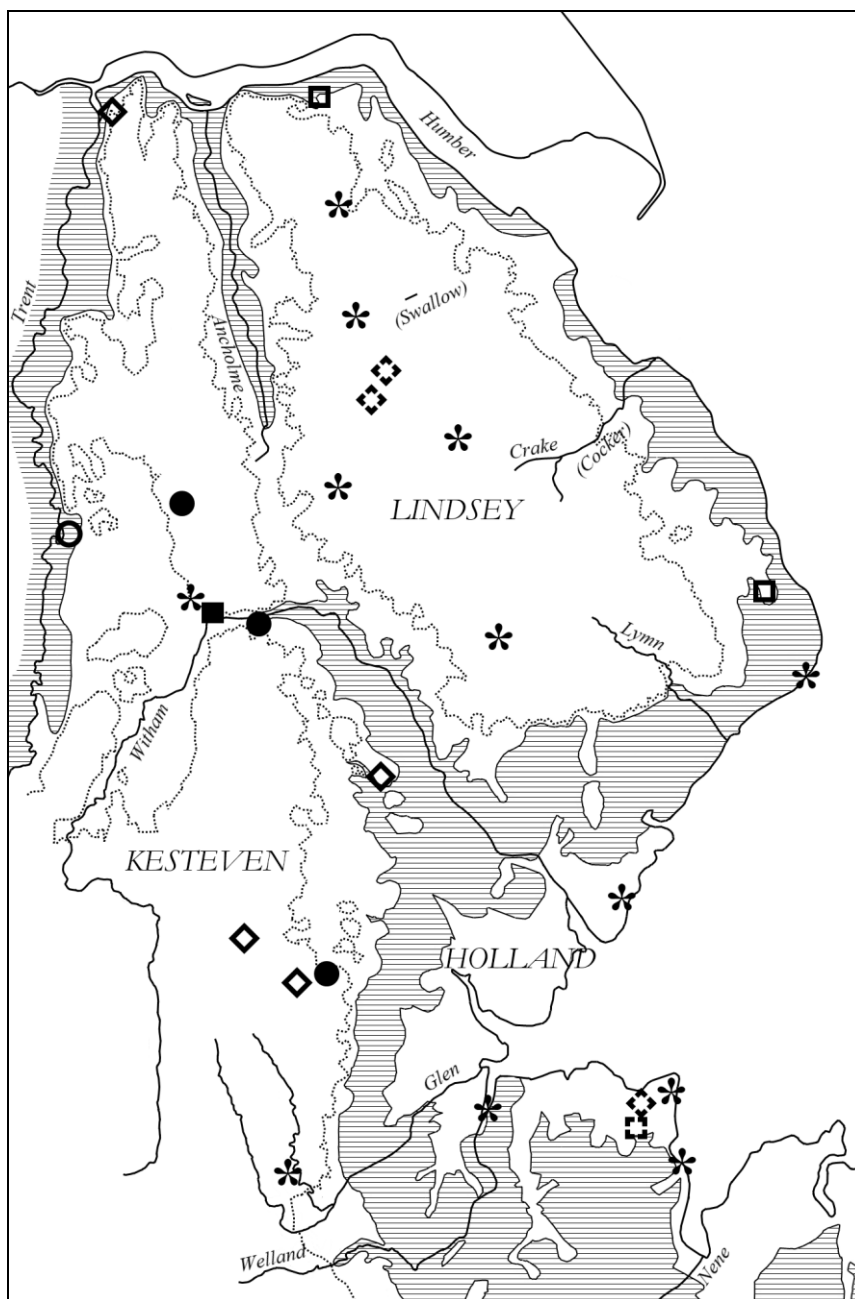 Humber
Trent
Ancholme
(Swallow)
Crake
(Cocker)
LINDSEY
Lymn
Witham
KESTEVEN
HOLLAND
Glen
Welland
Nene